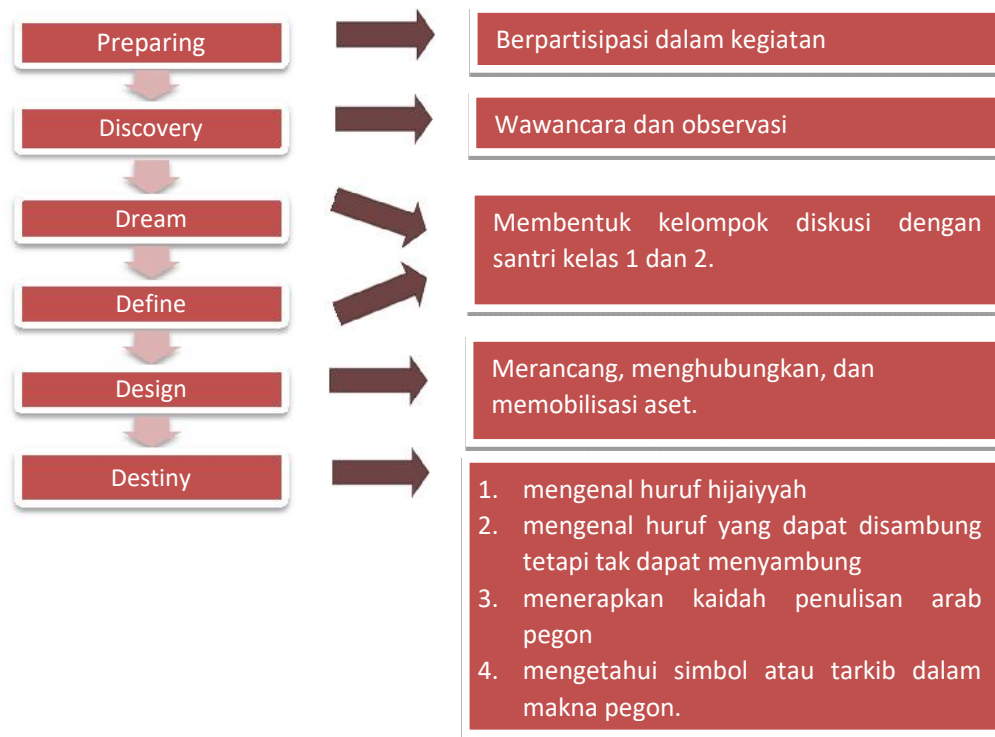 Preparing
Berpartisipasi dalam kegiatan
Discovery
Wawancara dan observasi
Dream
Define
Membentuk kelompok diskusi dengan
santri kelas 1 dan 2.
Design
Merancang, menghubungkan, dan
memobilisasi aset.
Destiny
1. mengenal huruf hijaiyyah
2. mengenal huruf yang dapat disambung
tetapi tak dapat menyambung
3. menerapkan kaidah penulisan arab
pegon
4. mengetahui simbol atau tarkib dalam
makna pegon.